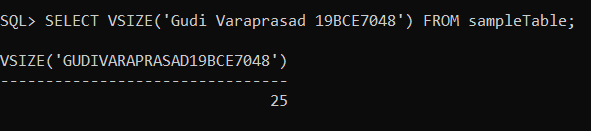 SQL> SELECT VSIZE('Gudi Varaprasad 19BCE7048') FROM sampleTable;
VSIZE('GUDIVARAPRASAD19BCE7048')
--------------------------------
25